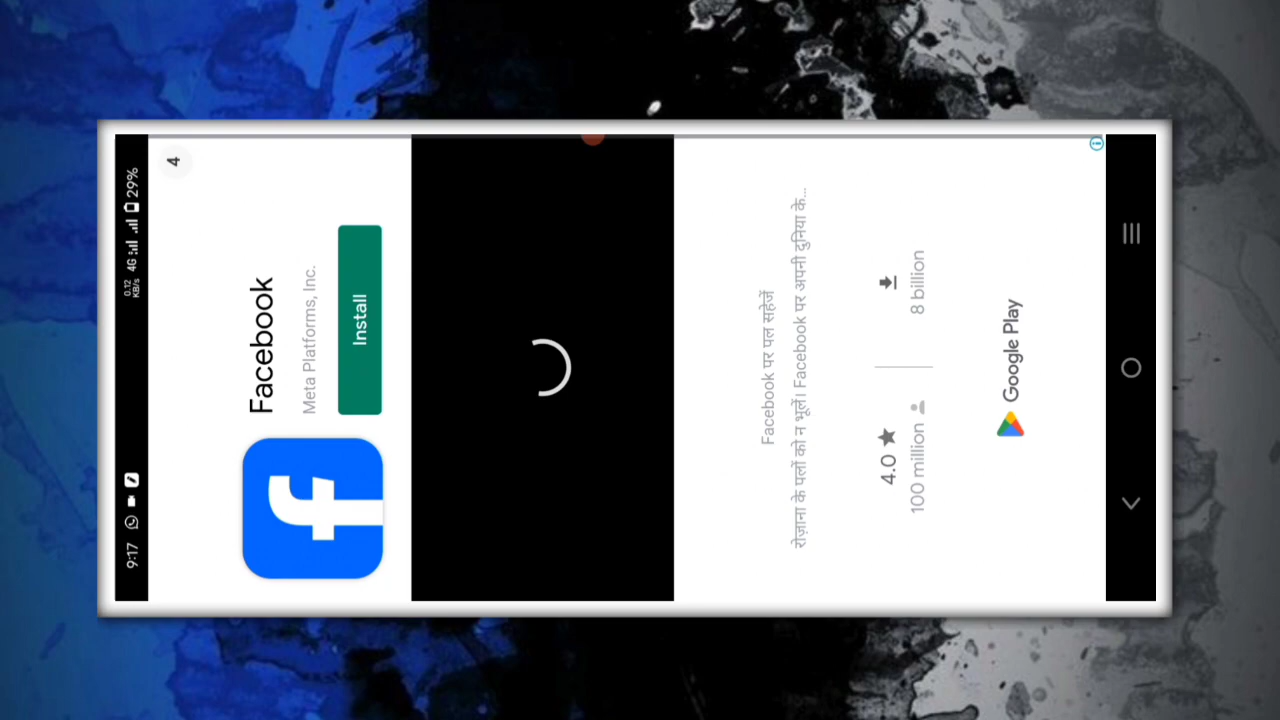 9:17
0.12 KB/s
4G
29%
4
Facebook
Meta Platforms, Inc.
Install
Facebook पर पल सहेजें
रोज़ाना के पलों को न भूलें। Facebook पर अपनी दुनिया के...
4.0
100 million
8 billion
Google Play